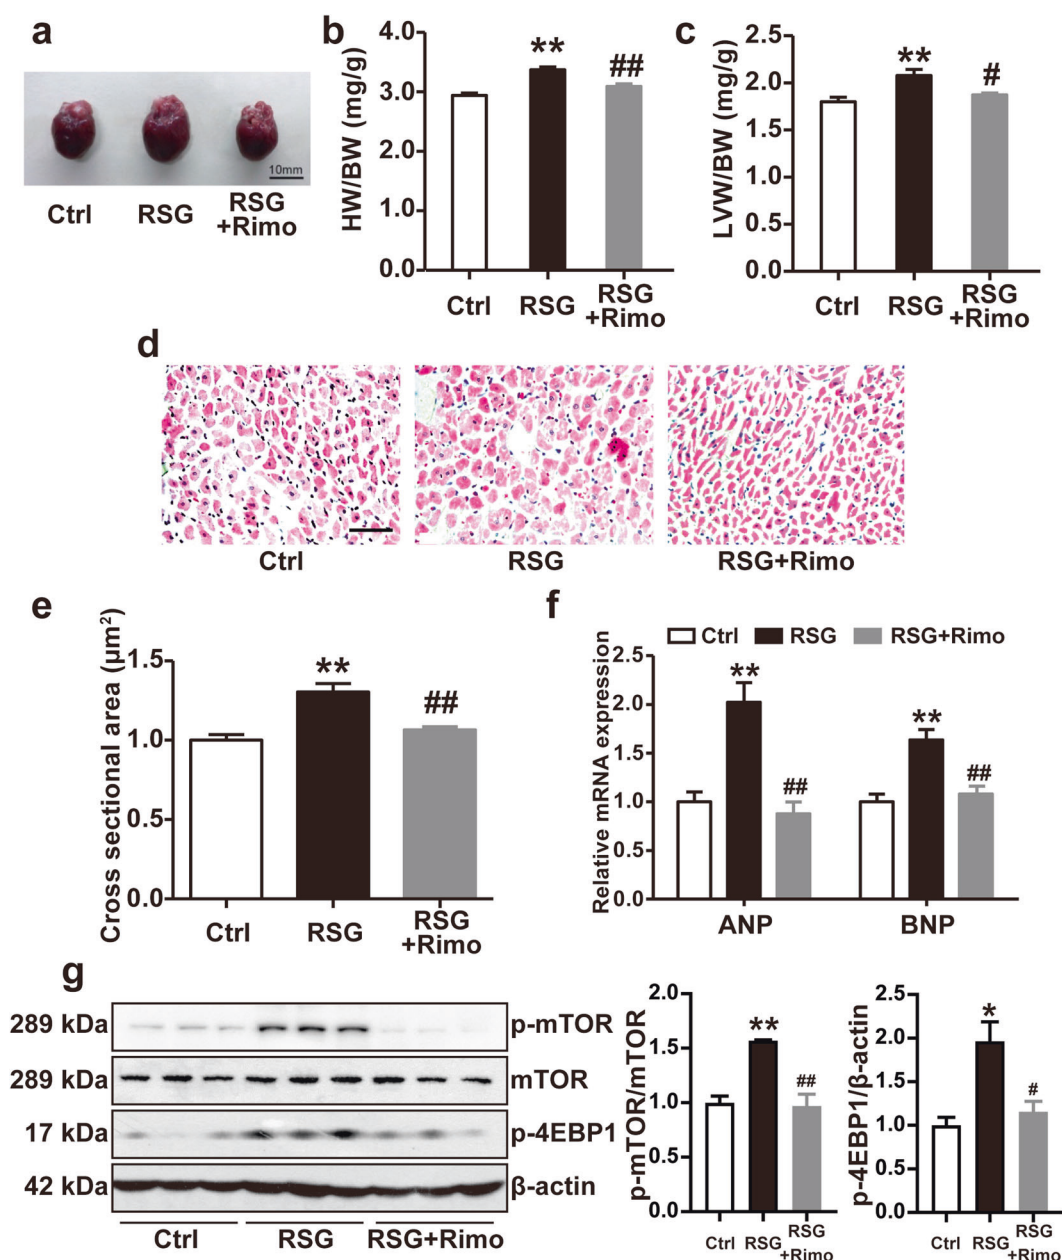 a
10mm
Ctrl
RSG
RSG
+Rimo
b
HW/BW (mg/g)
4.0
3.0
2.0
1.0
0.0
**
##
Ctrl
RSG
RSG
+Rimo
c
LVW/BW (mg/g)
2.5
2.0
1.5
1.0
0.5
0.0
**
#
Ctrl
RSG
RSG
+Rimo
d
Ctrl
RSG
RSG+Rimo
e
Cross sectional area (µm²)
1.5
1.0
0.5
0.0
**
##
Ctrl
RSG
RSG
+Rimo
f
Ctrl
RSG
RSG+Rimo
Relative mRNA expression
2.5
2.0
1.5
1.0
0.5
0.0
**
##
**
##
ANP
BNP
g
289 kDa
p-mTOR
289 kDa
mTOR
17 kDa
p-4EBP1
42 kDa
β-actin
Ctrl
RSG
RSG+Rimo
p-mTOR/mTOR
2.0
1.5
1.0
0.5
0.0
**
##
Ctrl
RSG
RSG
+Rimo
p-4EBP1/β-actin
2.5
2.0
1.5
1.0
0.5
0.0
*
#
Ctrl
RSG
RSG
+Rimo